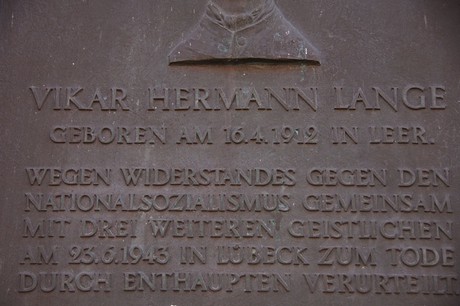 VIKAR HERMANN LANGE
GEBOREN AM 16.4.1912 IN LEER.
WEGEN WIDERSTANDES GEGEN DEN
NATIONALSOZIALISMUS GEMEINSAM
MIT DREI WEITEREN GEISTLICHEN
AM 23.6.1943 IN LÜBECK ZUM TODE
DURCH ENTHAUPTEN VERURTEILT